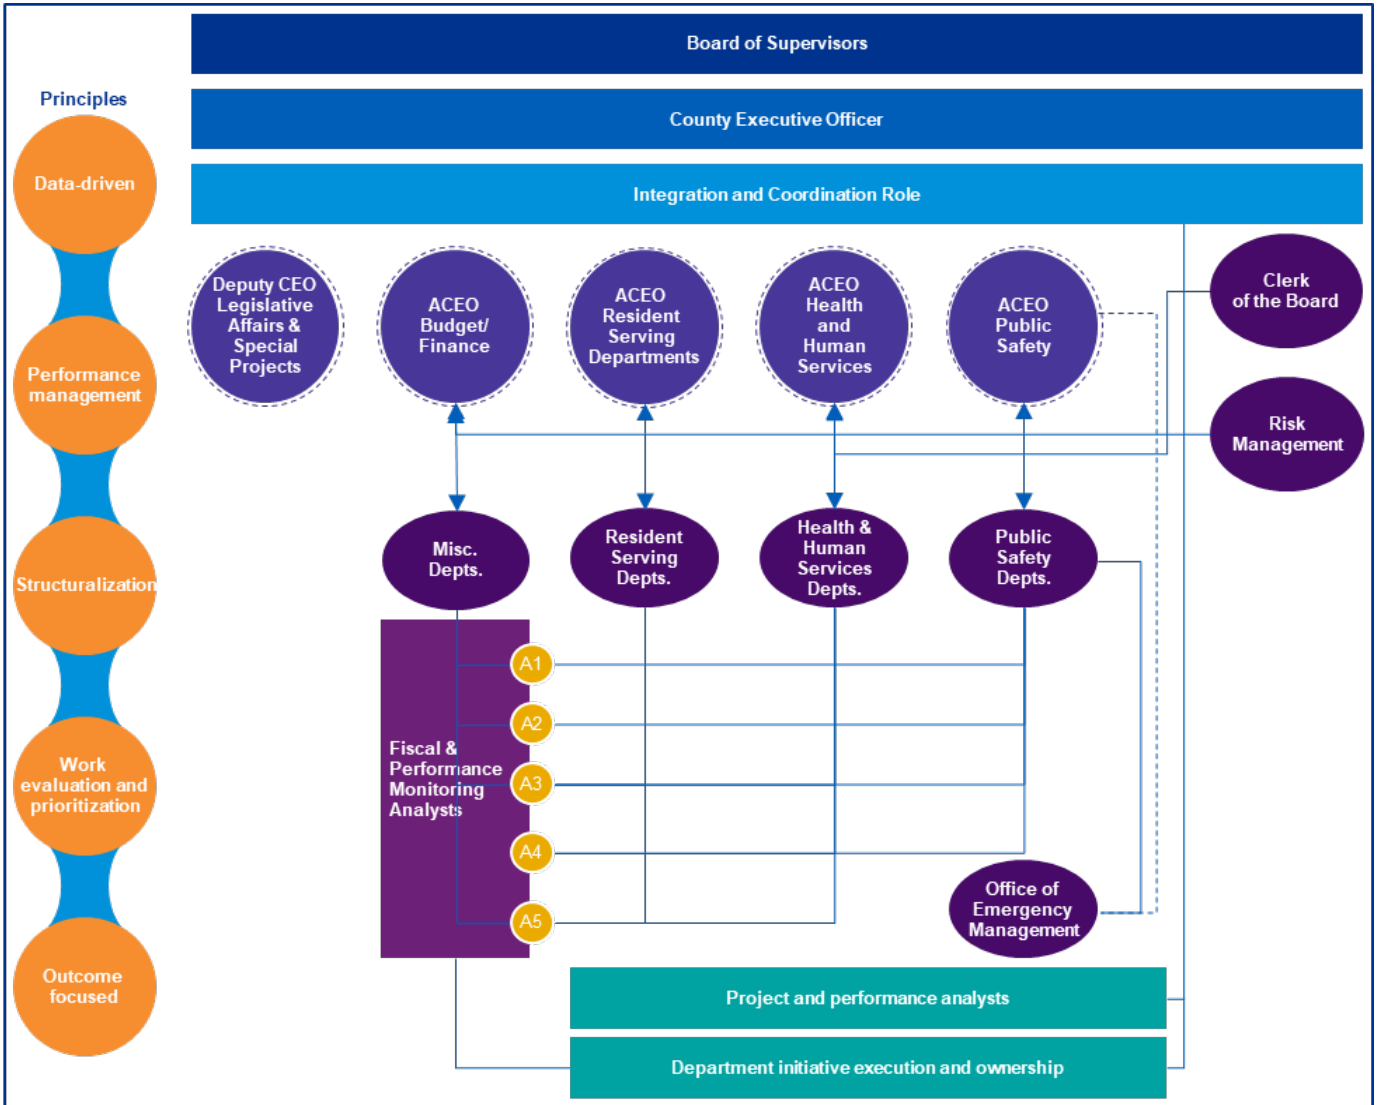 Board of Supervisors
County Executive Officer
Integration and Coordination Role
Principles
Data-driven
Performance
management
Structuralization
Work
evaluation and
prioritization
Outcome
focused
Deputy CEO
Legislative
Affairs &
Special
Projects
ACEO
Budget/
Finance
ACEO
Resident
Serving
Departments
ACEO
Health
and
Human
Services
ACEO
Public
Safety
Clerk
of the Board
Risk
Management
Misc.
Depts.
Resident
Serving
Depts.
Health &
Human
Services
Depts.
Public
Safety
Depts.
Fiscal &
Performance
Monitoring
Analysts
A1
A2
A3
A4
A5
Office of
Emergency
Management
Project and performance analysts
Department initiative execution and ownership